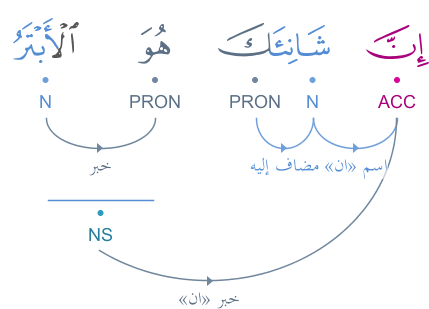 إِنَّ شَانِئَكَ هُوَ ٱلْأَبْتَرُ
ACC N PRON PRON N
اسم «ان» مضاف إليه خبر
NS
خبر «ان»